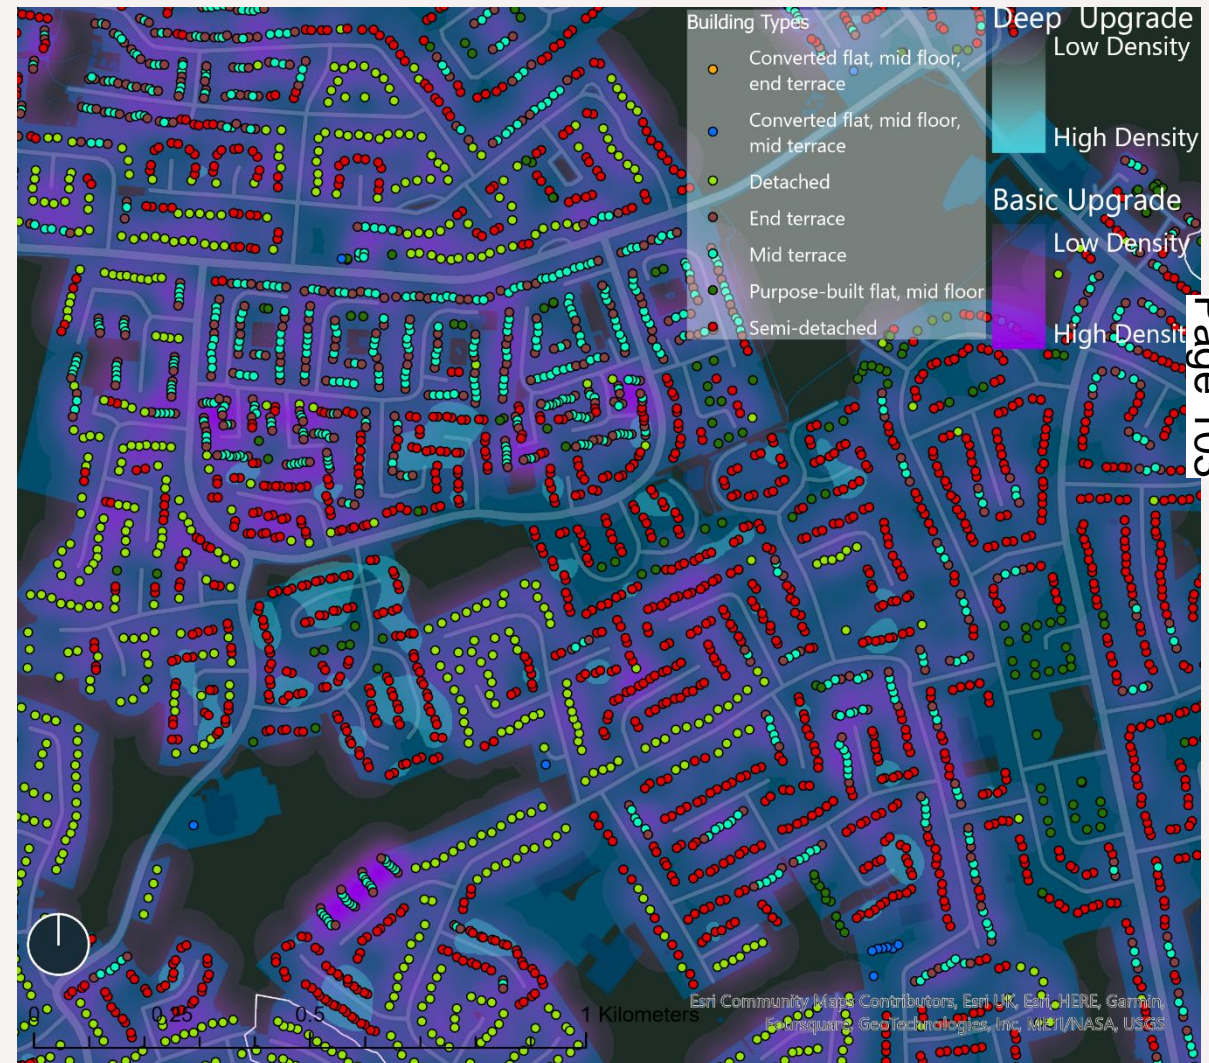 Building Types
Converted flat, mid floor,
end terrace
Converted flat, mid floor,
mid terrace
Detached
End terrace
Mid terrace
Purpose-built flat, mid floor
Semi-detached
Deep Upgrade
Low Density
High Density
Basic Upgrade
Low Density
High Densit
Page 103
0 0.25 0.5 1 Kilometers
Esri Community Maps Contributors, Esri UK, Esri, HERE, Garmin,
Foursquare, GeoTechnologies, Inc, METI/NASA, USGS